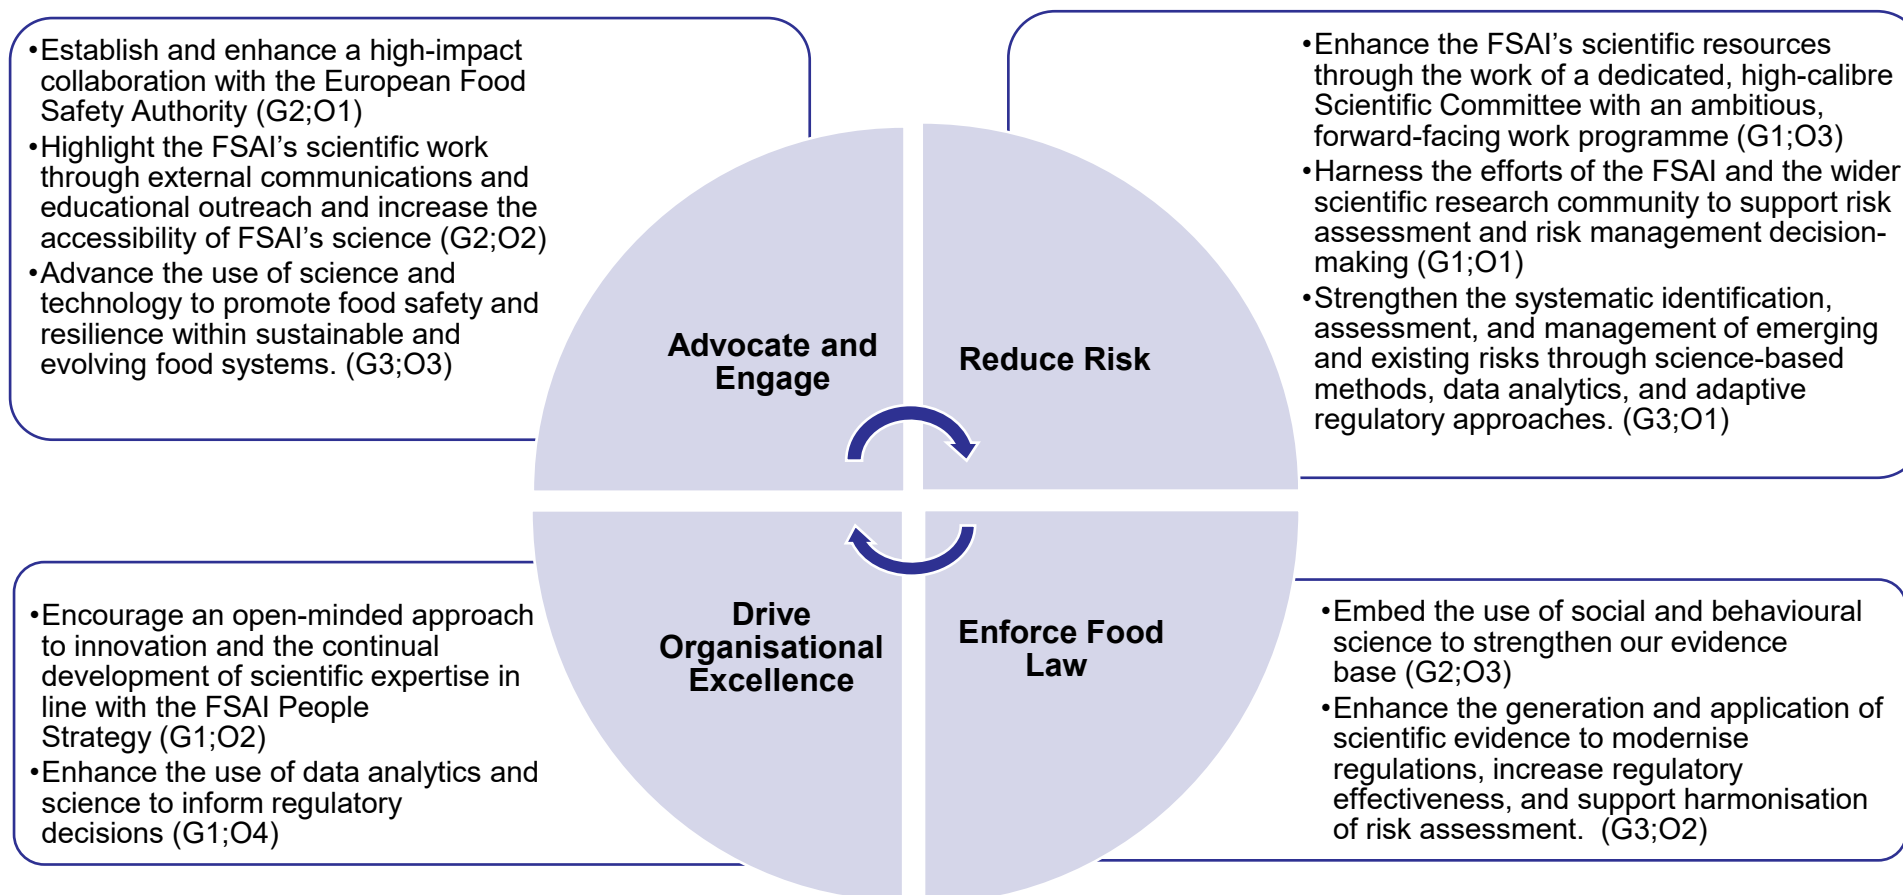 •Establish and enhance a high-impact
collaboration with the European Food
Safety Authority (G2;O1)
•Highlight the FSAI’s scientific work
through external communications and
educational outreach and increase the
accessibility of FSAI’s science (G2;O2)
•Advance the use of science and
technology to promote food safety and
resilience within sustainable and
evolving food systems. (G3;O3)
•Enhance the FSAI’s scientific resources
through the work of a dedicated, high-calibre
Scientific Committee with an ambitious,
forward-facing work programme (G1;O3)
•Harness the efforts of the FSAI and the wider
scientific research community to support risk
assessment and risk management decision-
making (G1;O1)
•Strengthen the systematic identification,
assessment, and management of emerging
and existing risks through science-based
methods, data analytics, and adaptive
regulatory approaches. (G3;O1)
Advocate and
Engage
Reduce Risk
Drive
Organisational
Excellence
Enforce Food
Law
•Encourage an open-minded approach
to innovation and the continual
development of scientific expertise in
line with the FSAI People
Strategy (G1;O2)
•Enhance the use of data analytics and
science to inform regulatory
decisions (G1;O4)
•Embed the use of social and behavioural
science to strengthen our evidence
base (G2;O3)
•Enhance the generation and application of
scientific evidence to modernise
regulations, increase regulatory
effectiveness, and support harmonisation
of risk assessment.  (G3;O2)